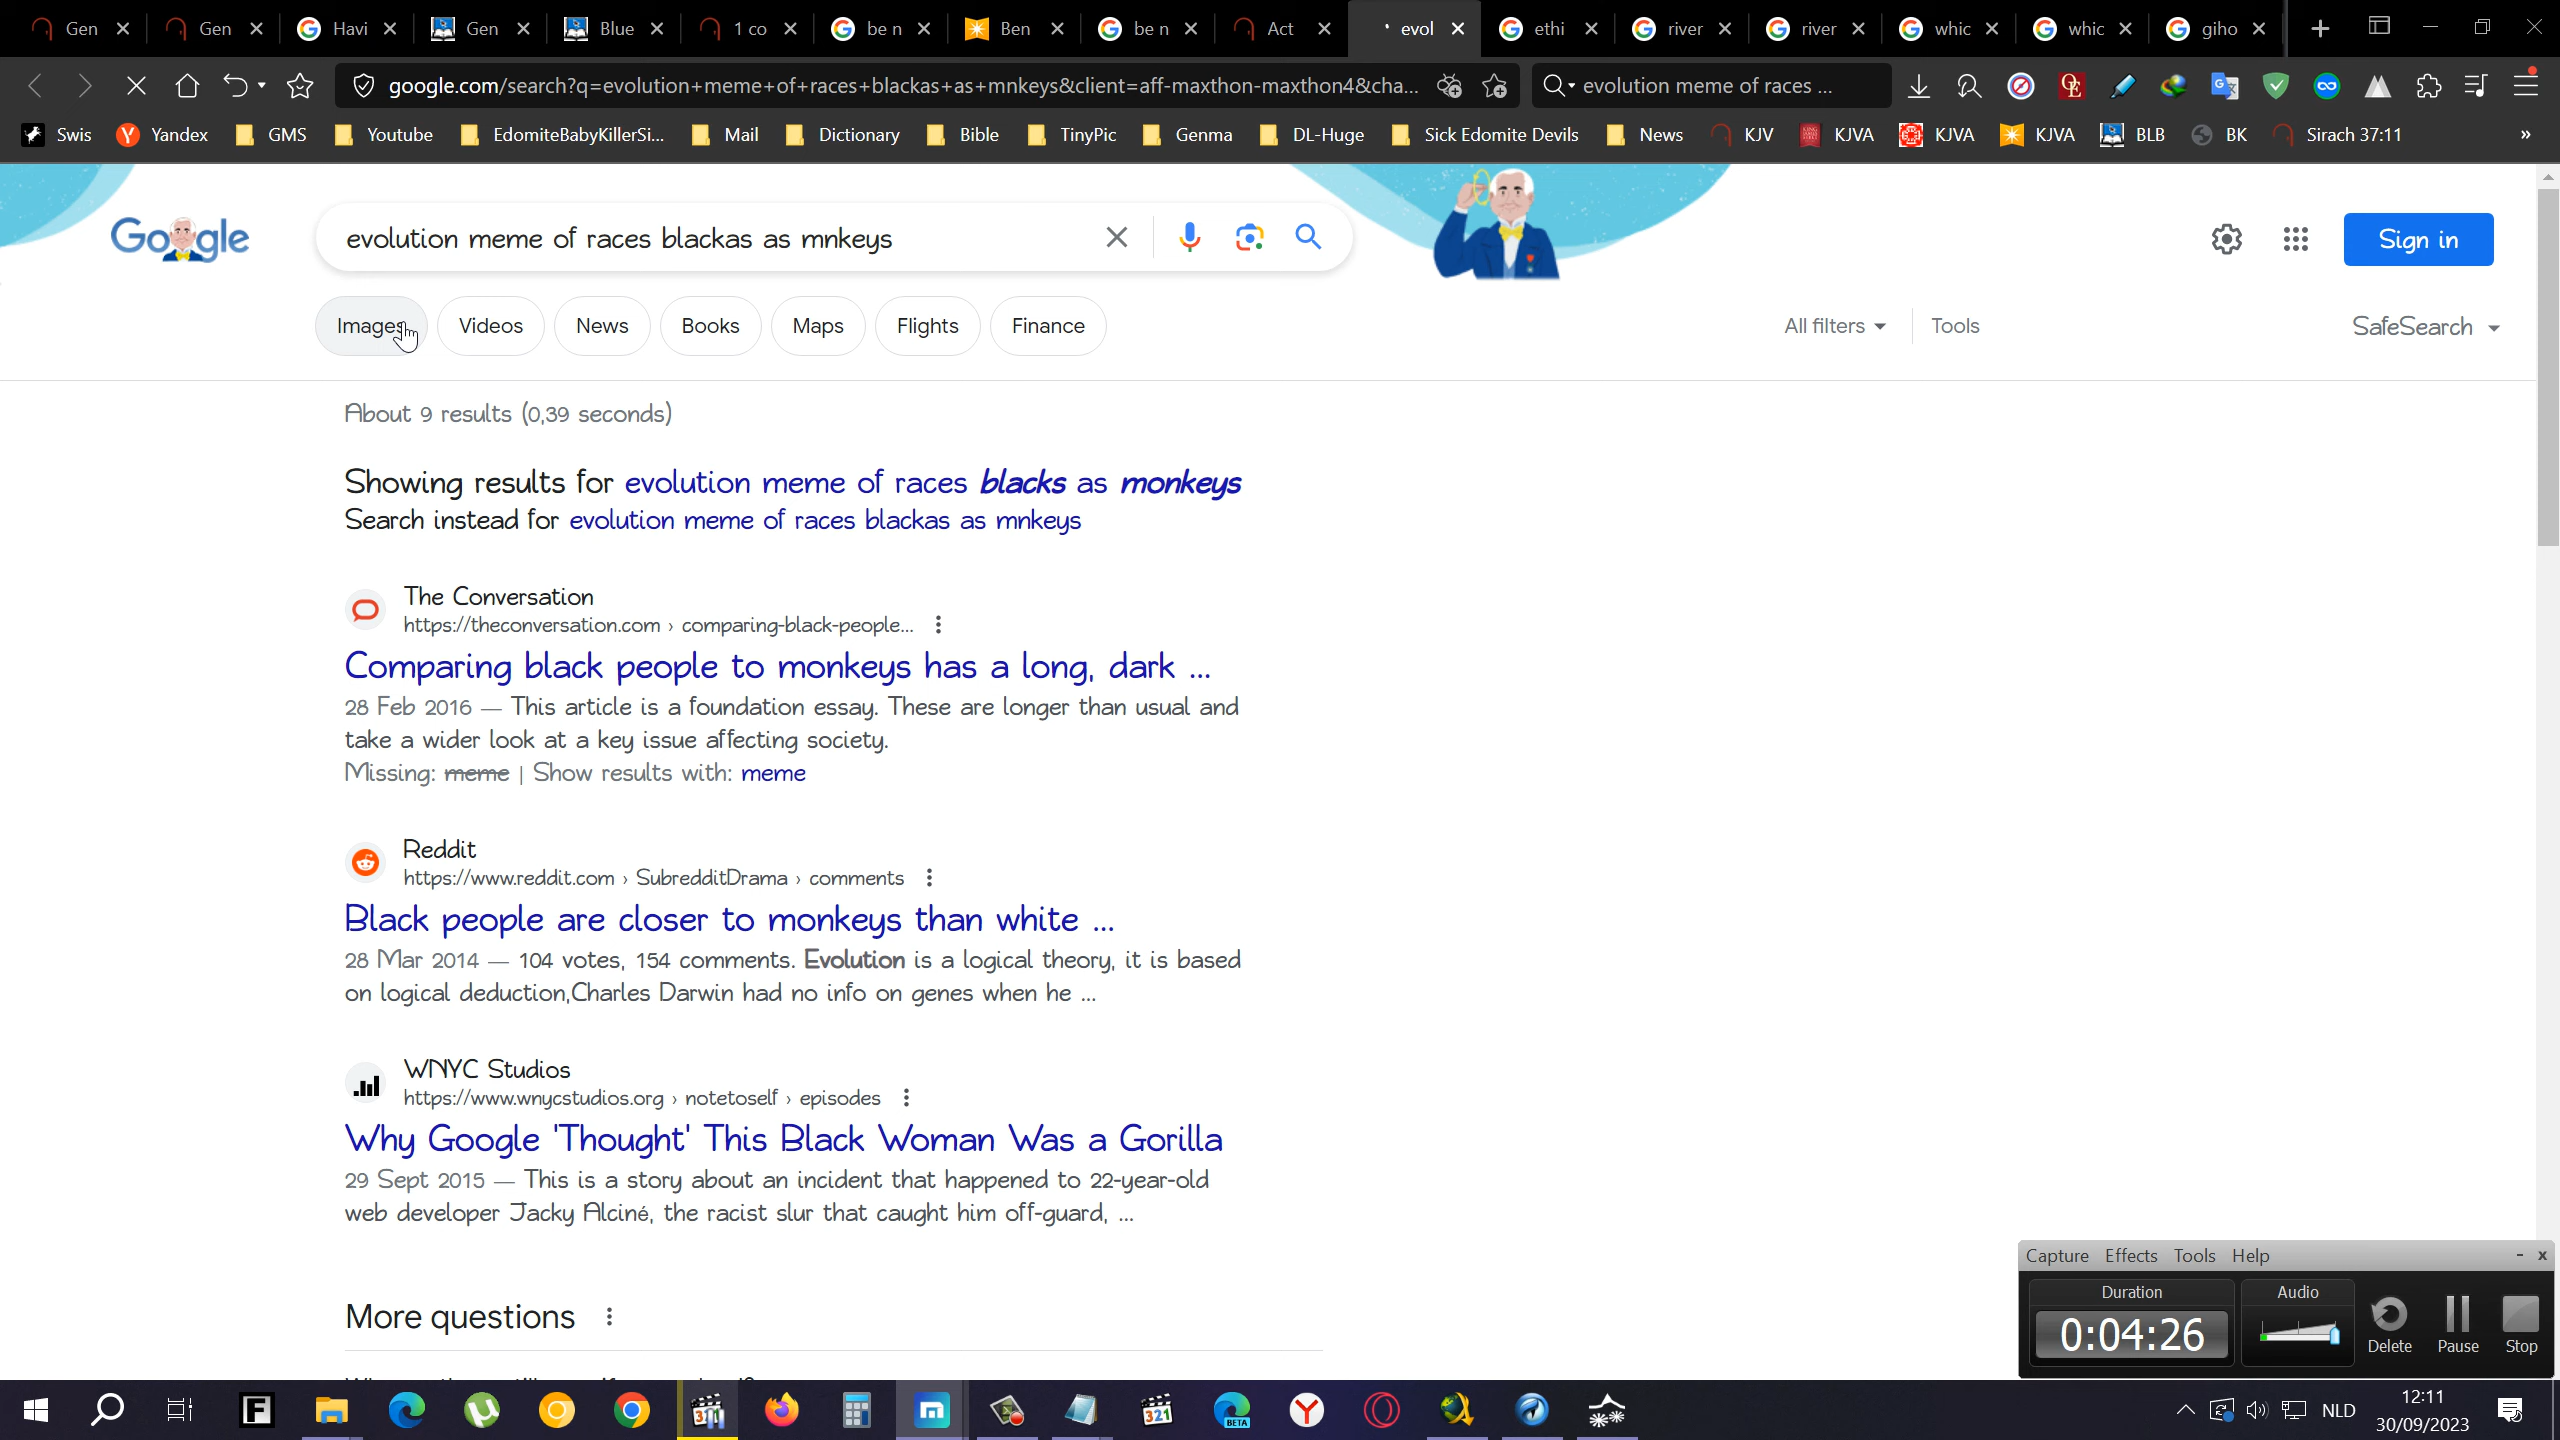 Gen Gen Havi Gen Blue 1 co be n Ben be n Act evol ethi river river whic whic giho
google.com/search?q=evolution+meme+of+races+blackas+as+mnkeys&client=aff-maxthon-maxthon4&cha... evolution meme of races ...
Swis Yandex GMS Youtube EdomiteBabyKillerSi... Mail Dictionary Bible TinyPic Genma DL-Huge Sick Edomite Devils News KJV KJVA KJVA KJVA BLB BK Sirach 37:11 »
Google evolution meme of races blackas as mnkeys Sign in
Images Videos News Books Maps Flights Finance All filters Tools SafeSearch
About 9 results (0,39 seconds)
Showing results for evolution meme of races blacks as monkeys
Search instead for evolution meme of races blackas as mnkeys
The Conversation
https://theconversation.com › comparing-black-people...
Comparing black people to monkeys has a long, dark ...
28 Feb 2016 — This article is a foundation essay. These are longer than usual and
take a wider look at a key issue affecting society.
Missing: meme | Show results with: meme
Reddit
https://www.reddit.com › SubredditDrama › comments
Black people are closer to monkeys than white ...
28 Mar 2014 — 104 votes, 154 comments. Evolution is a logical theory, it is based
on logical deduction,Charles Darwin had no info on genes when he ...
WNYC Studios
https://www.wnycstudios.org › notetoself › episodes
Why Google 'Thought' This Black Woman Was a Gorilla
29 Sept 2015 — This is a story about an incident that happened to 22-year-old
web developer Jacky Alciné, the racist slur that caught him off-guard, ...
More questions
Capture Effects Tools Help - x
Duration Audio
0:04:26 Delete Pause Stop
321 BETA NLD 12:11
30/09/2023